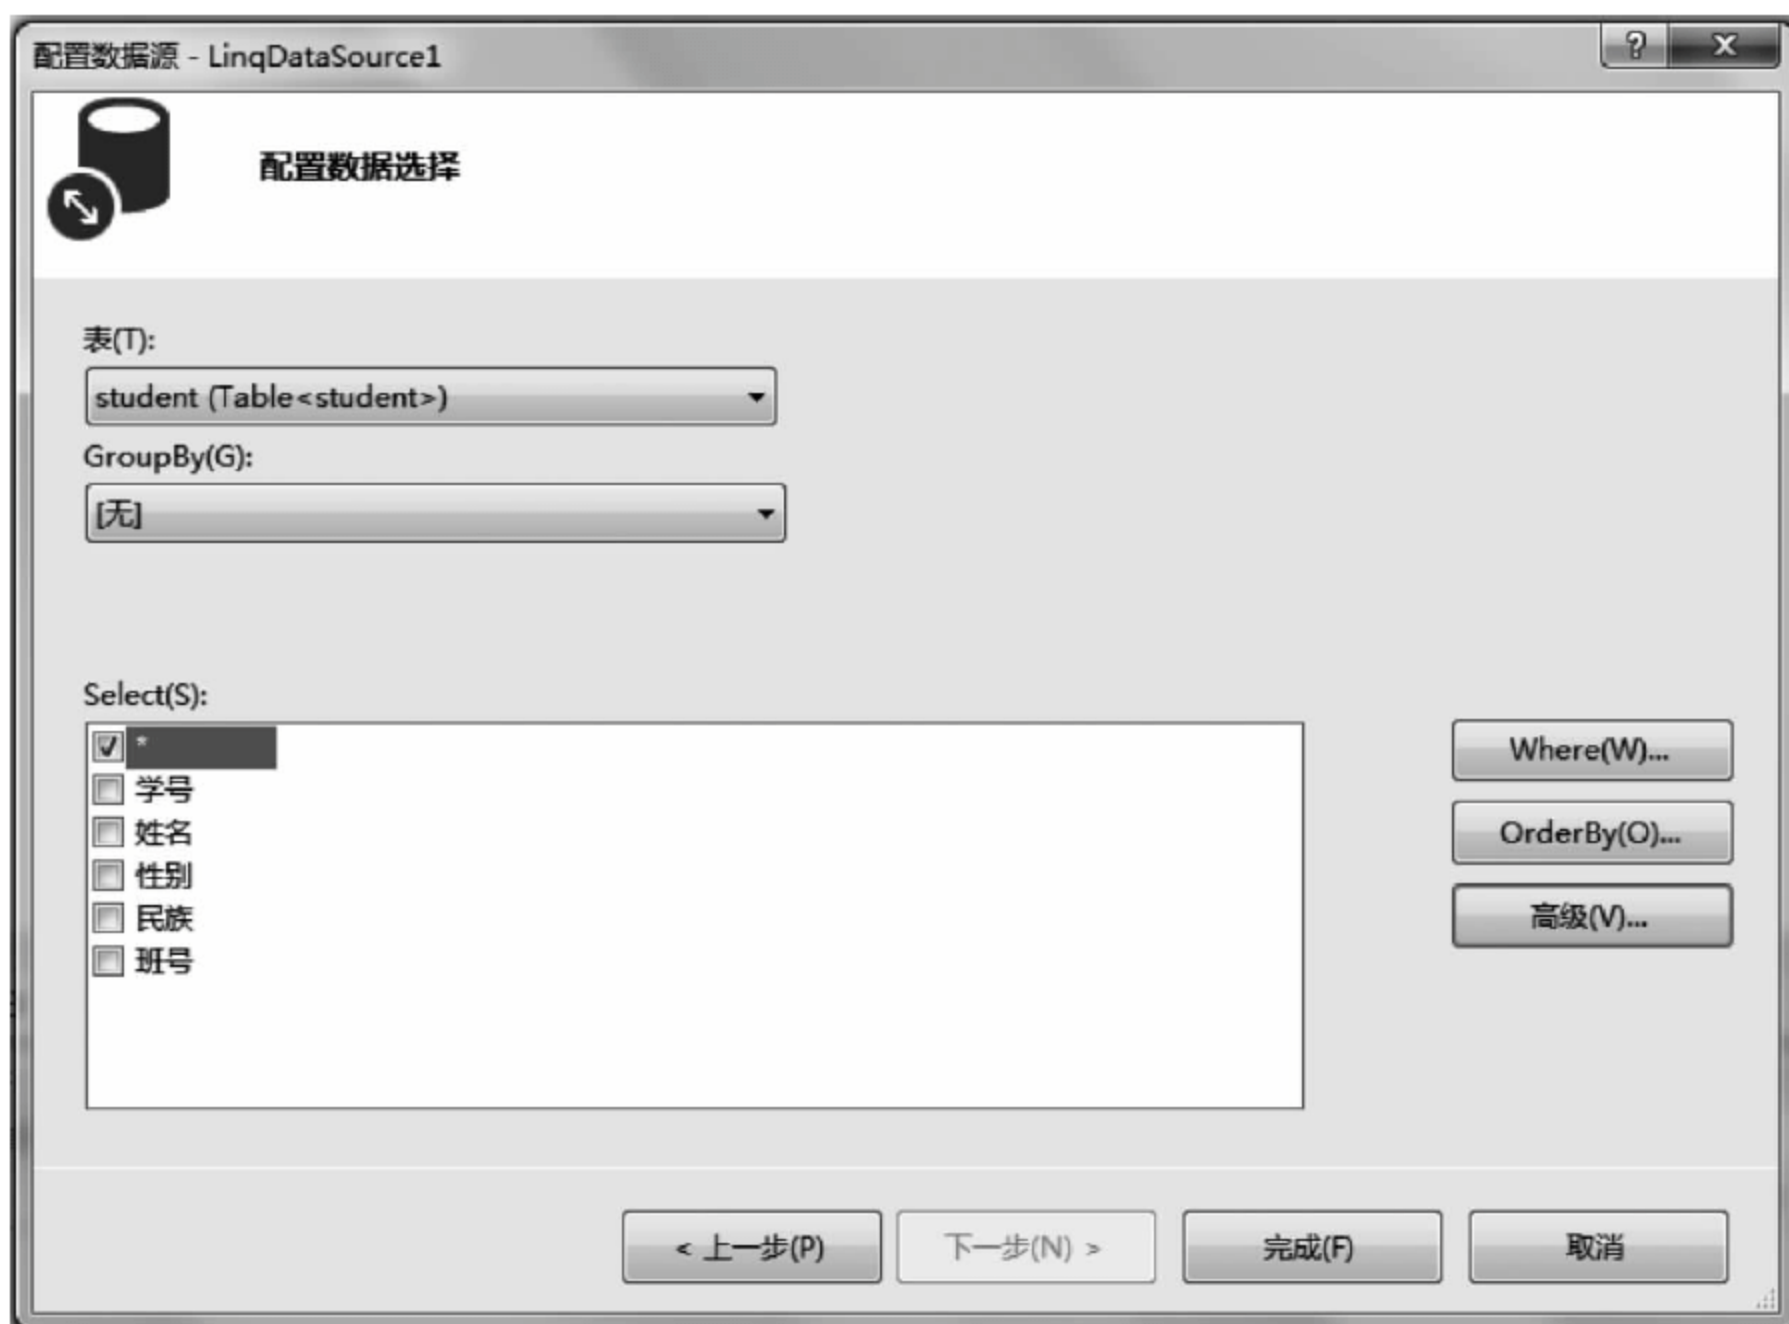 配置数据源 - LinqDataSource1
配置数据选择
表(T):
student (Table<student>)
GroupBy(G):
[无]
Select(S):
*
学号
姓名
性别
民族
班号
Where(W)...
OrderBy(O)...
高级(V)...
< 上一步(P)
下一步(N) >
完成(F)
取消